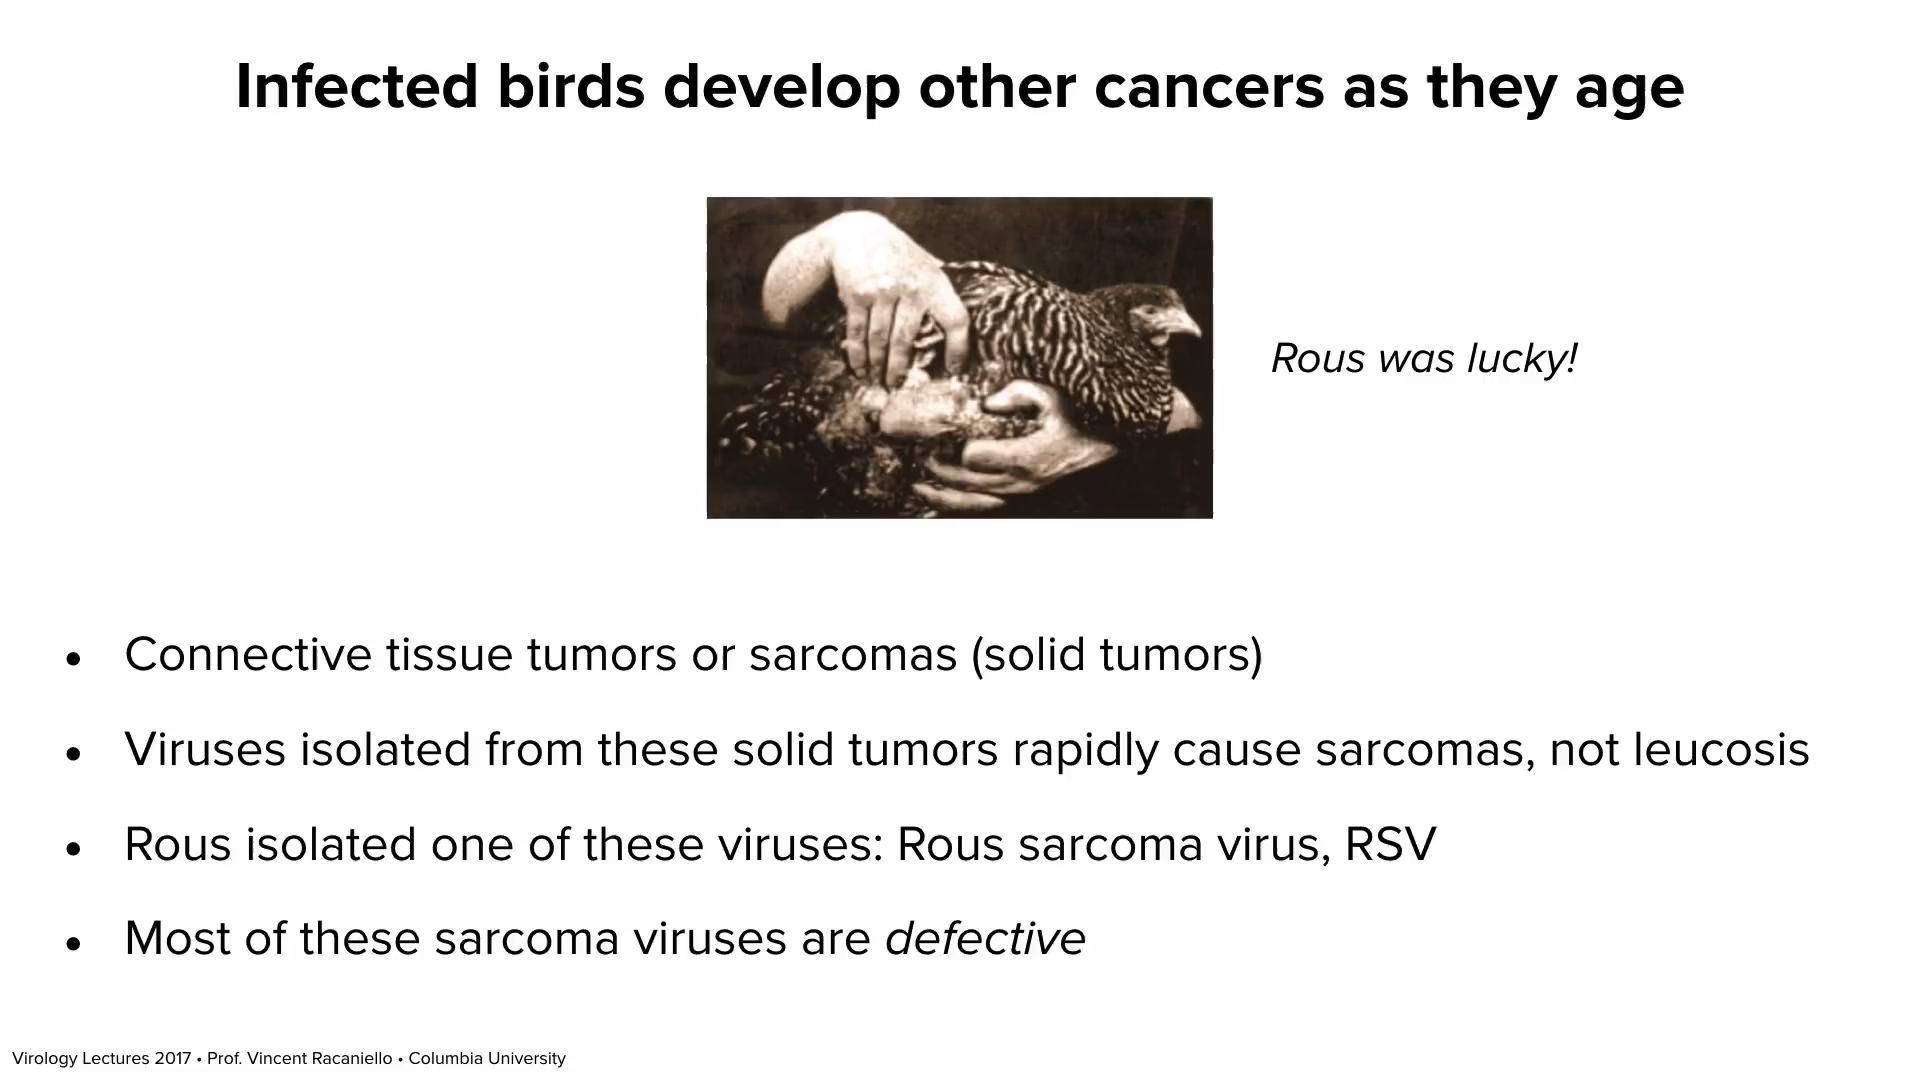 Infected birds develop other cancers as they age
Rous was lucky!
• Connective tissue tumors or sarcomas (solid tumors)
• Viruses isolated from these solid tumors rapidly cause sarcomas, not leucosis
• Rous isolated one of these viruses: Rous sarcoma virus, RSV
• Most of these sarcoma viruses are defective
Virology Lectures 2017 • Prof. Vincent Racaniello • Columbia University